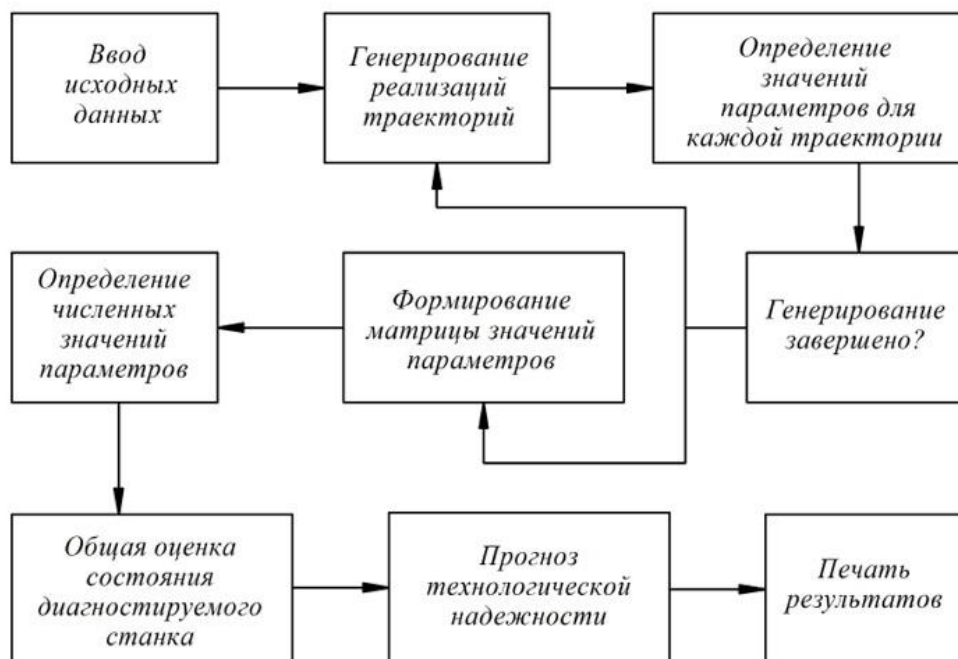 Ввод
исходных
данных
Генерирование
реализаций
траекторий
Определение
значений
параметров для
каждой траектории
Генерирование
завершено?
Формирование
матрицы значений
параметров
Определение
численных
значений
параметров
Общая оценка
состояния
диагностируемого
станка
Прогноз
технологической
надежности
Печать
результатов